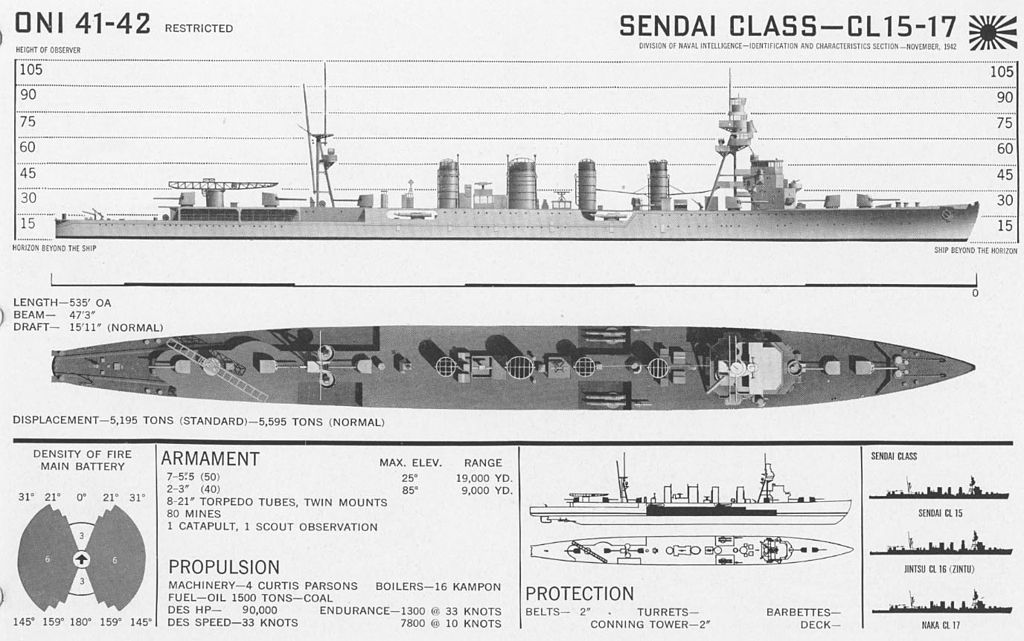 ONI 41-42 RESTRICTED
SENDAI CLASS—CL15-17
DIVISION OF NAVAL INTELLIGENCE—IDENTIFICATION AND CHARACTERISTICS SECTION—NOVEMBER, 1942
HEIGHT OF OBSERVER
105 105
90 90
75 75
60 60
45 45
30 30
15 15
HORIZON BEYOND THE SHIP
SHIP BEYOND THE HORIZON
0
LENGTH—535' OA
BEAM— 47'3"
DRAFT— 15'11" (NORMAL)
DISPLACEMENT—5,195 TONS (STANDARD)—5,595 TONS (NORMAL)
DENSITY OF FIRE
MAIN BATTERY
31° 21° 0° 21° 31°
3
6 6
3
145° 159° 180° 159° 145°
ARMAMENT MAX. ELEV. RANGE
7-5".5 (50) 25° 19,000 YD.
2-3" (40) 85° 9,000 YD.
8-21" TORPEDO TUBES, TWIN MOUNTS
80 MINES
1 CATAPULT, 1 SCOUT OBSERVATION
PROPULSION
MACHINERY—4 CURTIS PARSONS BOILERS—16 KAMPON
FUEL—OIL 1500 TONS—COAL
DES HP— 90,000 ENDURANCE—1300 @ 33 KNOTS
DES SPEED—33 KNOTS 7800 @ 10 KNOTS
PROTECTION
BELTS— 2" . TURRETS— BARBETTES—
CONNING TOWER—2" DECK—
SENDAI CLASS
SENDAI CL 15
JINTSU CL 16 (ZINTU)
NAKA CL 17